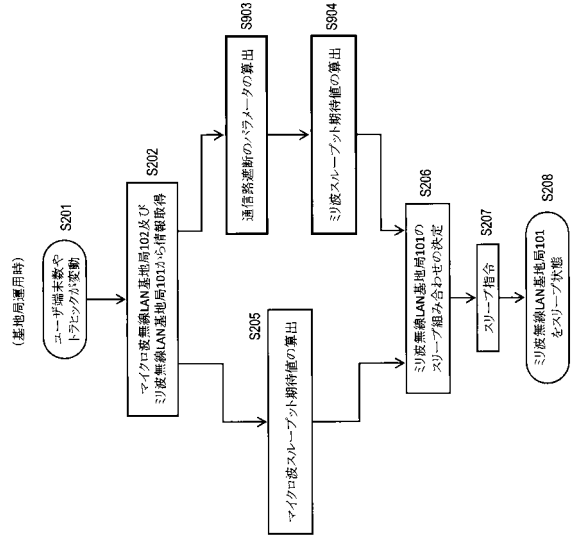 (基地局運用時)
S201
ユーザ端末数や
トラヒックが変動
S202
マイクロ波無線LAN基地局102及び
ミリ波無線LAN基地局101から情報取得
S903
通信路遮断のパラメータの算出
S904
ミリ波スループット期待値の算出
S205
マイクロ波スループット期待値の算出
S206
ミリ波無線LAN基地局101の
スリープ組み合わせの決定
S207
スリープ指令
S208
ミリ波無線LAN基地局101
をスリープ状態